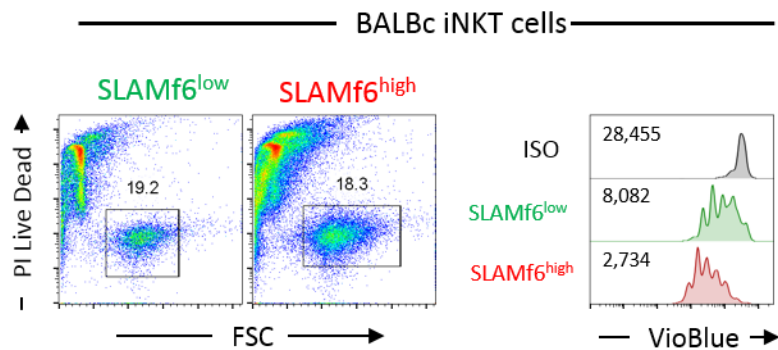 BALBc iNKT cells
SLAMf6low SLAMf6high
PI Live Dead
19.2
18.3
FSC
ISO
28,455
SLAMf6low
8,082
SLAMf6high
2,734
VioBlue